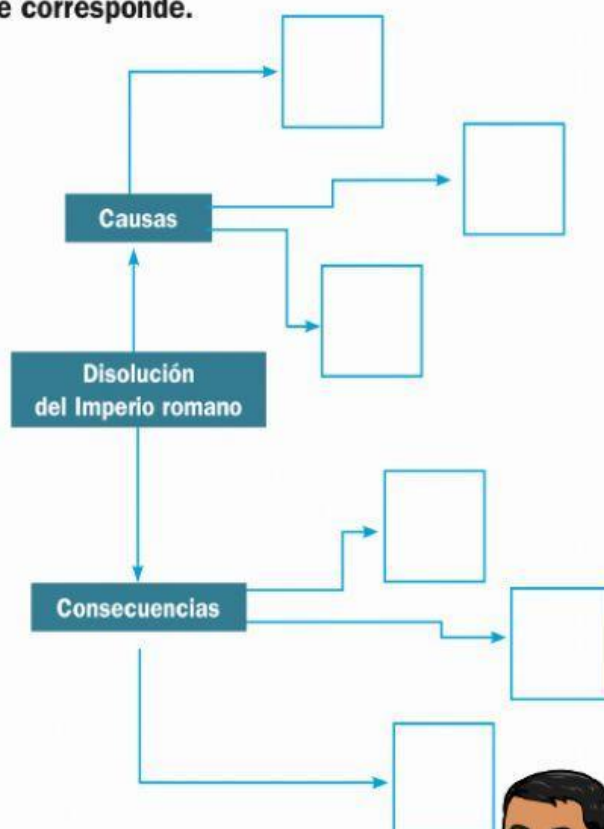 e corresponde.
Causas
Disolución
del Imperio romano
Consecuencias